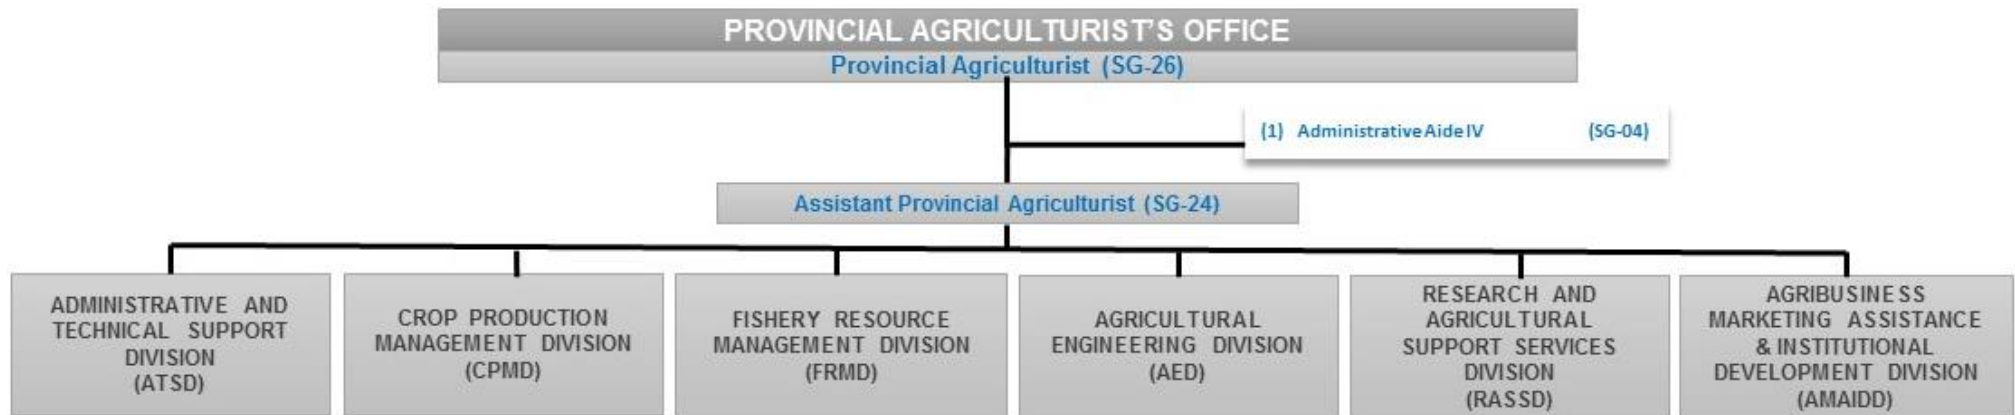 PROVINCIAL AGRICULTURIST'S OFFICE
Provincial Agriculturist (SG-26)
(1) Administrative Aide IV (SG-04)
Assistant Provincial Agriculturist (SG-24)
ADMINISTRATIVE AND
TECHNICAL SUPPORT
DIVISION
(ATSD)
CROP PRODUCTION
MANAGEMENT DIVISION
(CPMD)
FISHERY RESOURCE
MANAGEMENT DIVISION
(FRMD)
AGRICULTURAL
ENGINEERING DIVISION
(AED)
RESEARCH AND
AGRICULTURAL
SUPPORT SERVICES
DIVISION
(RASSD)
AGRIBUSINESS
MARKETING ASSISTANCE
& INSTITUTIONAL
DEVELOPMENT DIVISION
(AMAIDD)